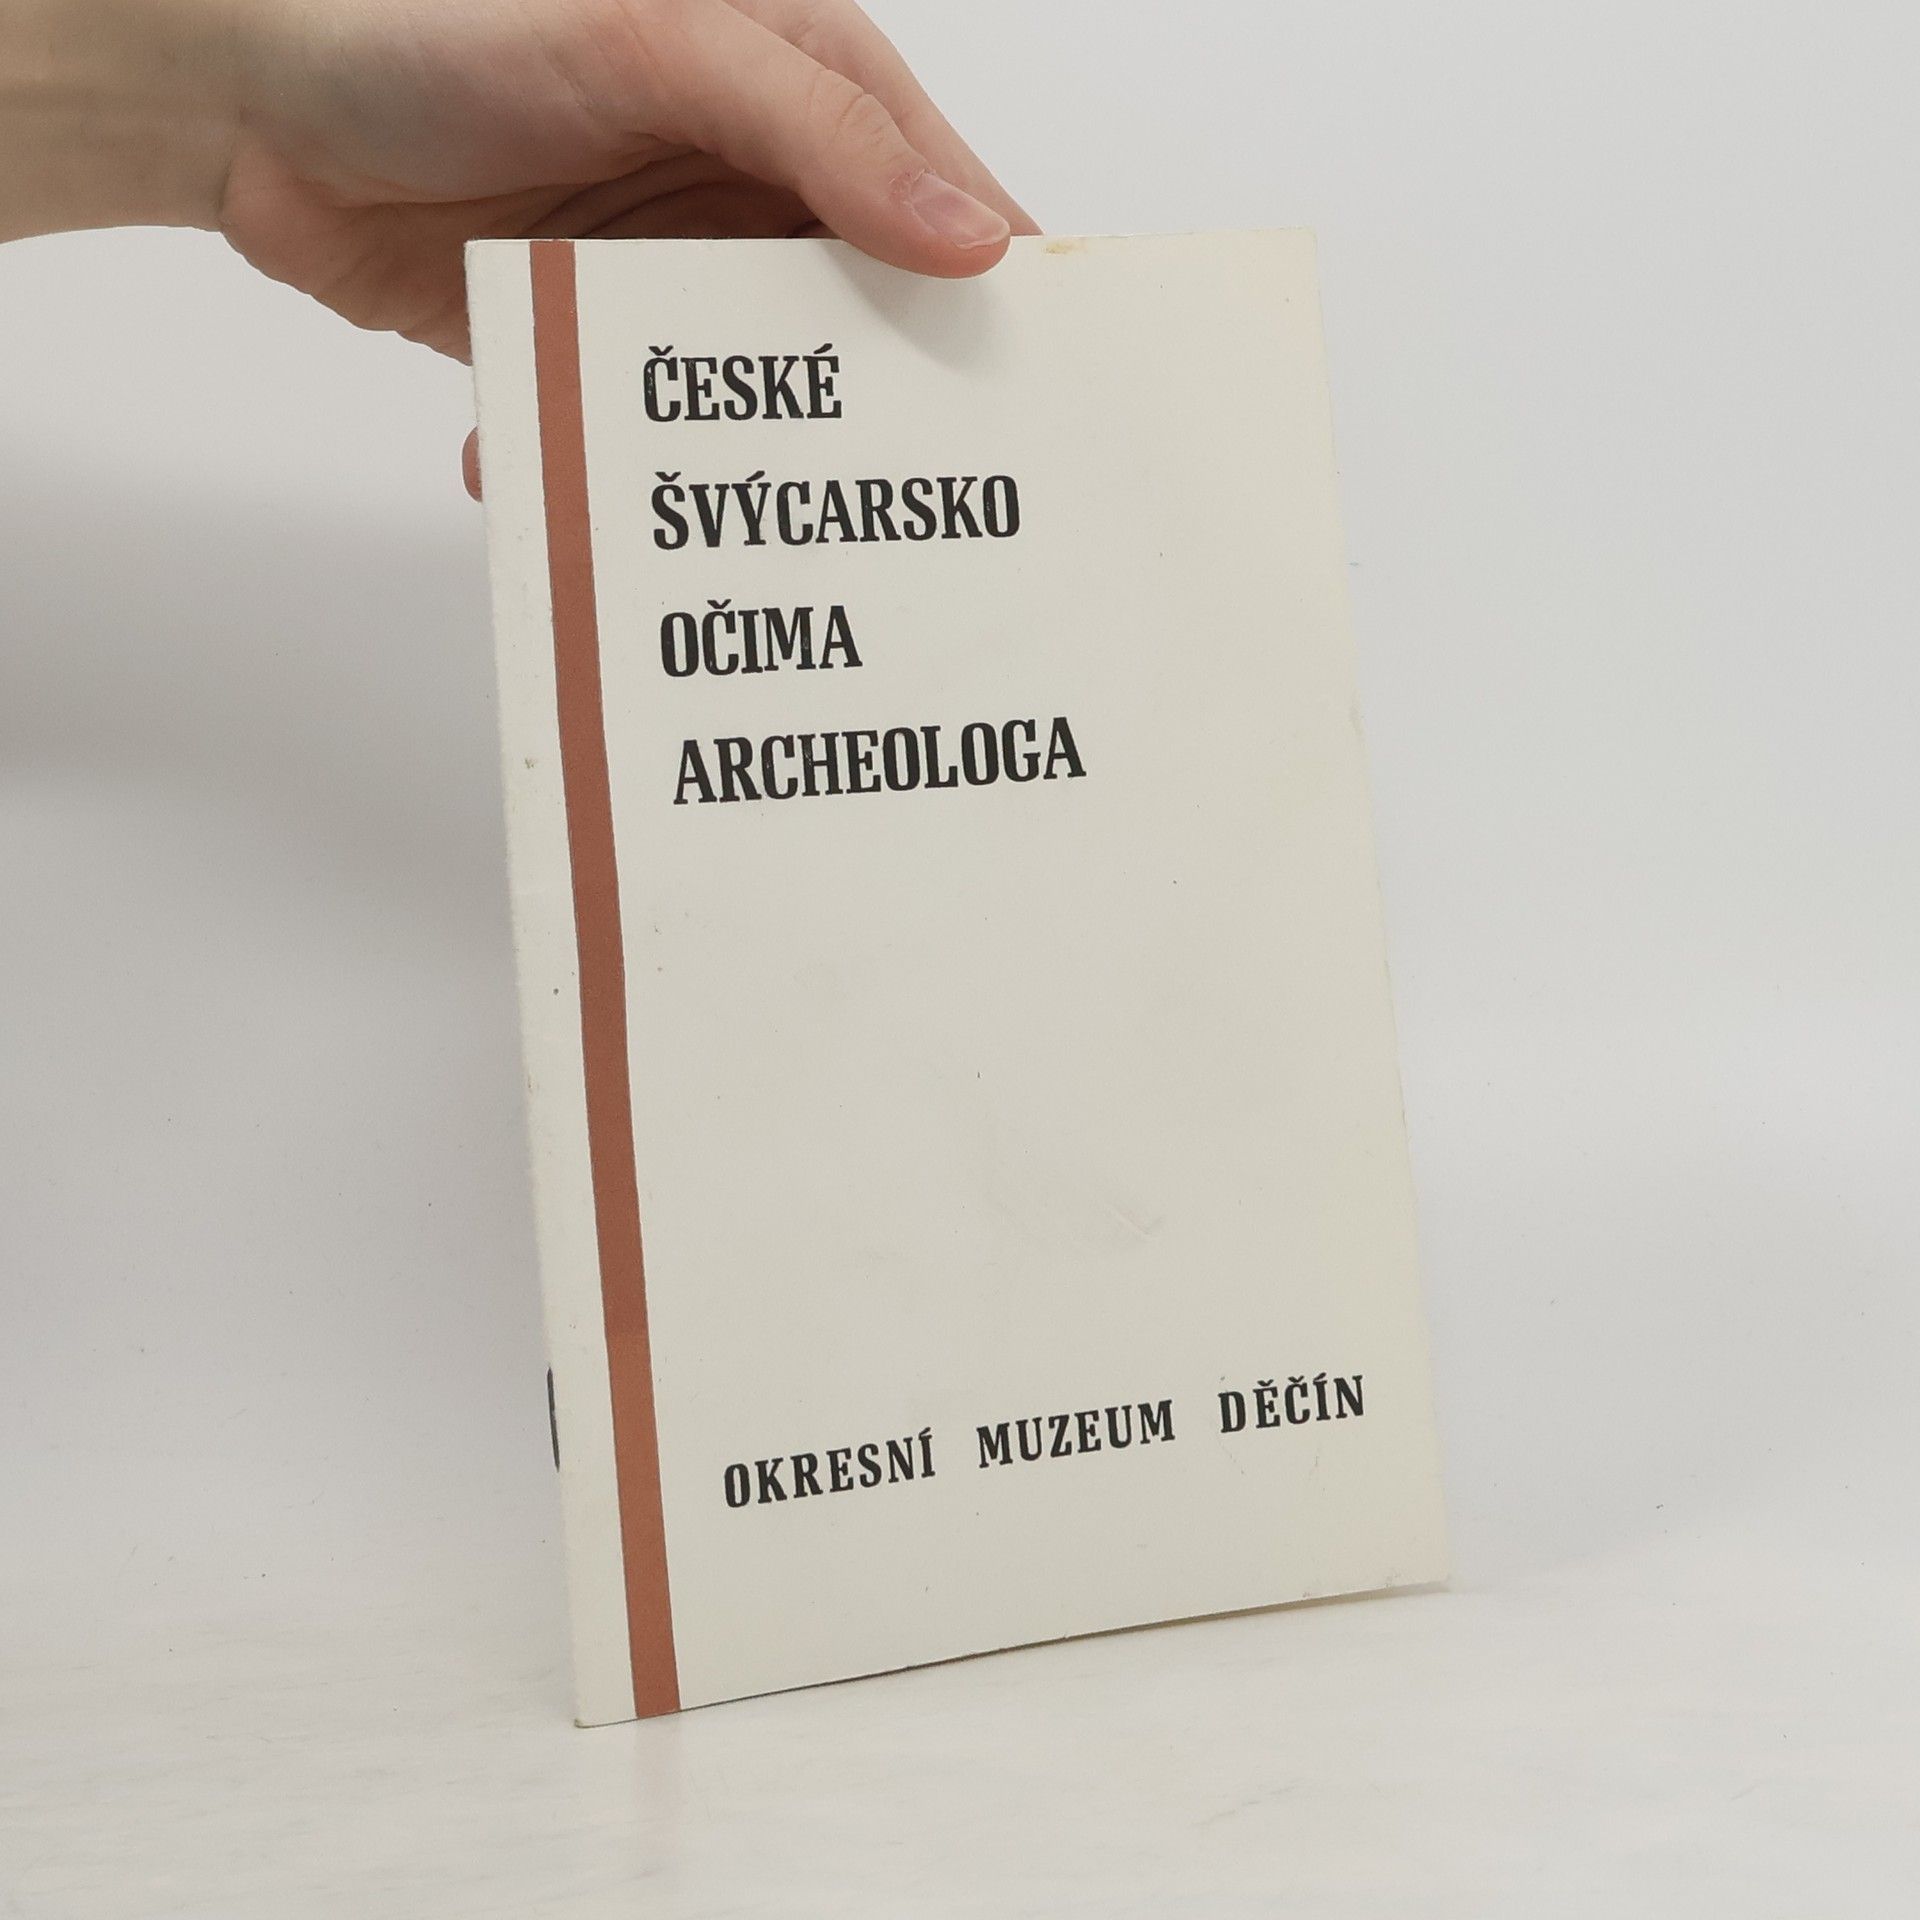 ČESKÉ
ŠVÝCARSKO
OČIMA
ARCHEOLOGA
OKRESNÍ MUZEUM DĚČÍN